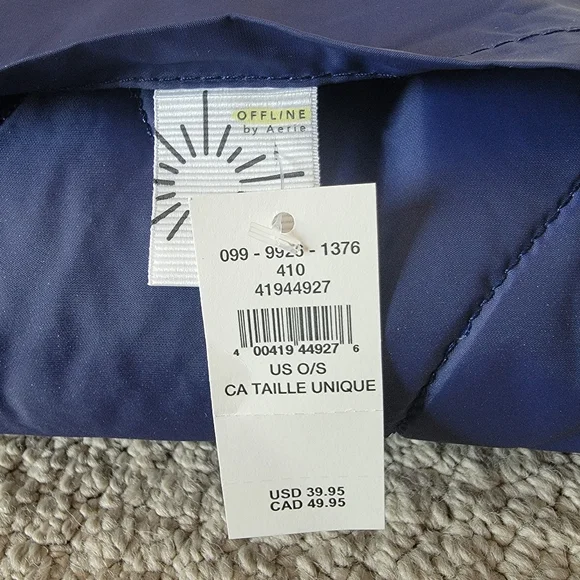 OFFLINE
by Aerie
099 - 9926 - 1376
410
41944927
4 00419 44927 6
US O/S
CA TAILLE UNIQUE
USD 39.95
CAD 49.95